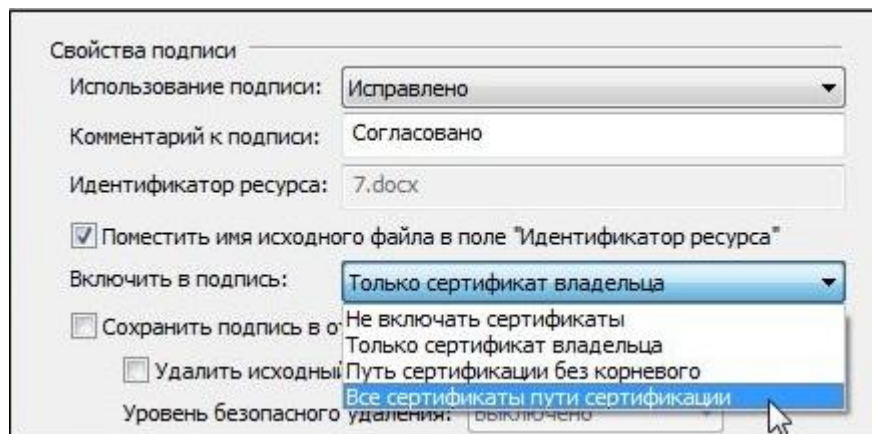 Свойства подписи
Использование подписи: Исправлено
Комментарий к подписи: Согласовано
Идентификатор ресурса: 7.docx
Поместить имя исходного файла в поле "Идентификатор ресурса"
Включить в подпись: Только сертификат владельца
Не включать сертификаты
Сохранить подпись в
Только сертификат владельца
Удалить исходный Путь сертификации без корневого
Все сертификаты пути сертификации
Уровень безопасного удаления: Выключено